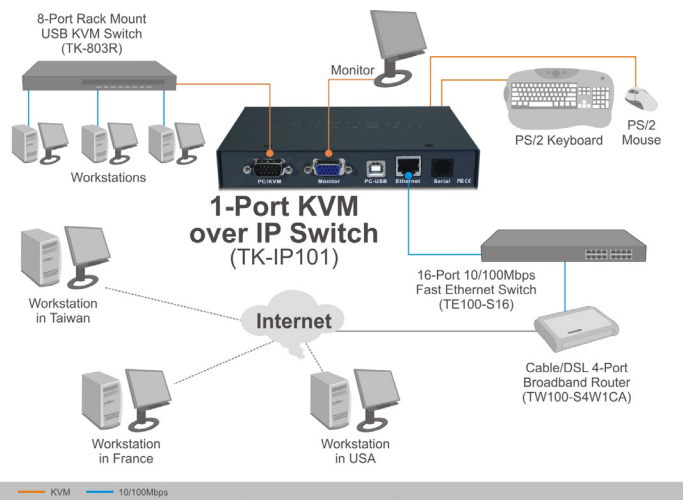 8-Port Rack Mount
USB KVM Switch
(TK-803R)
Monitor
PS/2 Keyboard
PS/2
Mouse
Workstations
PC/KVM
Monitor
PC-USB
Ethernet
Serial
1-Port KVM
over IP Switch
(TK-IP101)
16-Port 10/100Mbps
Fast Ethernet Switch
(TE100-S16)
Workstation
in Taiwan
Internet
Cable/DSL 4-Port
Broadband Router
(TW100-S4W1CA)
Workstation
in France
Workstation
in USA
KVM
10/100Mbps